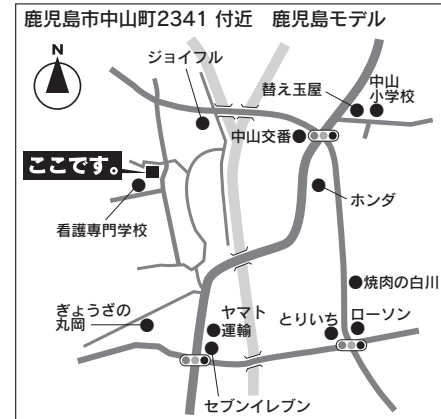 鹿児島市中山町2341 付近　鹿児島モデル
N
ジョイフル
替え玉屋
中山
小学校
中山交番
ここです。
看護専門学校
ホンダ
焼肉の白川
ぎょうざの
丸岡
ヤマト
運輸
とりいち
ローソン
セブンイレブン